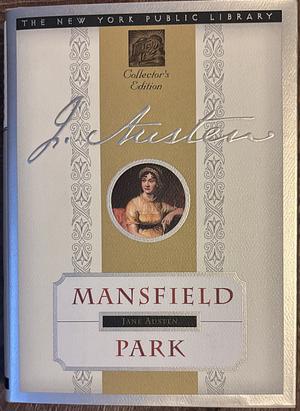 THE NEW YORK PUBLIC LIBRARY
Collector's
Edition
J. Austen
MANSFIELD
JANE AUSTEN
PARK